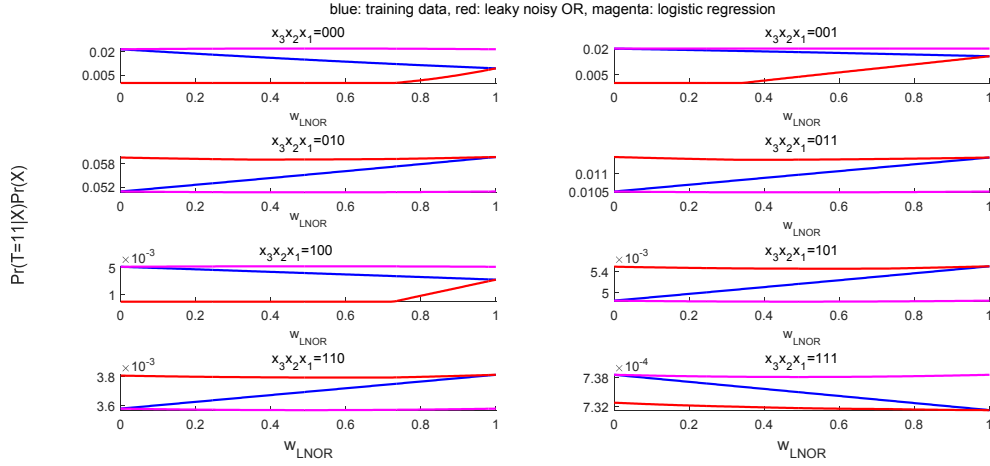 blue: training data, red: leaky noisy OR, magenta: logistic regression
Pr(T=11|X)Pr(X)
x3x2x1=000
0.02
0.005
0 0.2 0.4 0.6 0.8 1
wLNOR
x3x2x1=001
0.02
0.005
0 0.2 0.4 0.6 0.8 1
wLNOR
x3x2x1=010
0.058
0.052
0 0.2 0.4 0.6 0.8 1
wLNOR
x3x2x1=011
0.011
0.0105
0 0.2 0.4 0.6 0.8 1
wLNOR
×10-3 x3x2x1=100
5
1
0 0.2 0.4 0.6 0.8 1
wLNOR
×10-3 x3x2x1=101
5.4
5
0 0.2 0.4 0.6 0.8 1
wLNOR
×10-3 x3x2x1=110
3.8
3.6
0 0.2 0.4 0.6 0.8 1
wLNOR
×10-4 x3x2x1=111
7.38
7.32
0 0.2 0.4 0.6 0.8 1
wLNOR